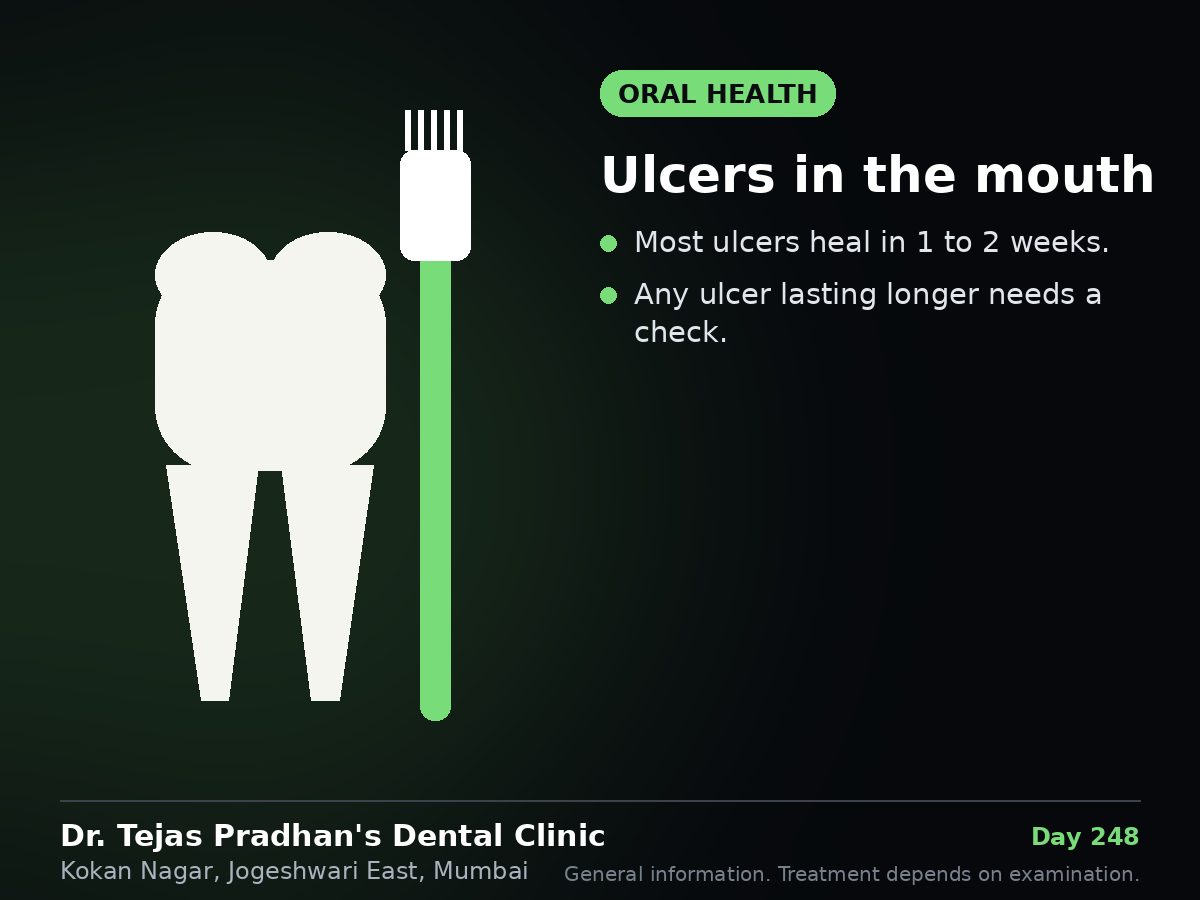 ORAL HEALTH
Ulcers in the mouth
Most ulcers heal in 1 to 2 weeks.
Any ulcer lasting longer needs a
check.
Dr. Tejas Pradhan's Dental Clinic
Day 248
Kokan Nagar, Jogeshwari East, Mumbai
General information. Treatment depends on examination.